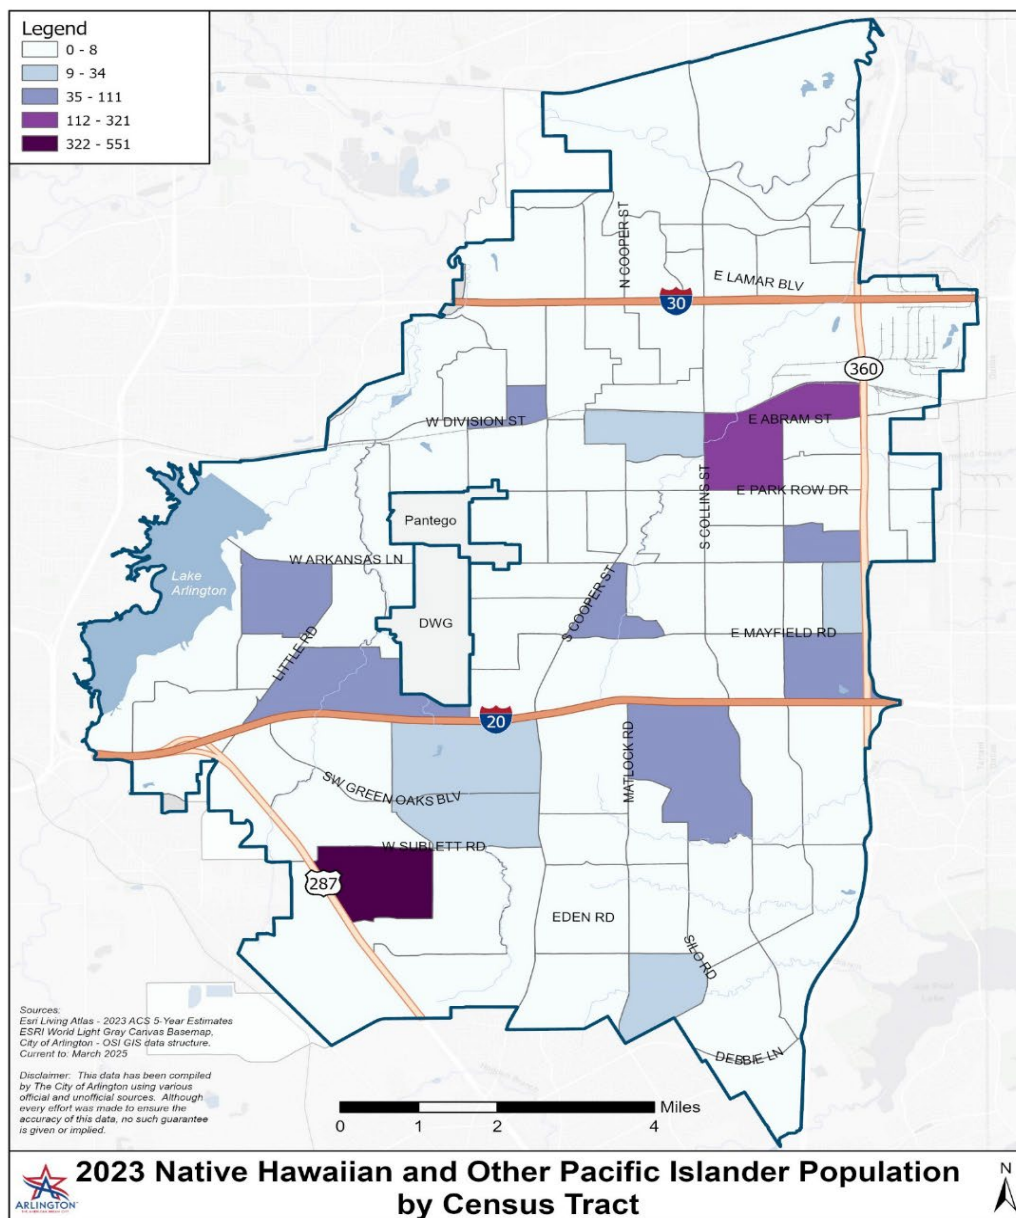 Legend
0 - 8
9 - 34
35 - 111
112 - 321
322 - 551
N COOPER ST
E LAMAR BLV
30
360
W DIVISION ST
E ABRAM ST
S COLLINS ST
E PARK ROW DR
Pantego
W ARKANSAS LN
Lake
Arlington
DWG
S COOPER ST
E MAYFIELD RD
LITTLE RD
20
MATLOCK RD
SW GREEN OAKS BLV
W SUBLETT RD
287
EDEN RD
SILO RD
DEBBIE LN
Sources:
Esri Living Atlas - 2023 ACS 5-Year Estimates
ESRI World Light Gray Canvas Basemap,
City of Arlington - OSI GIS data structure.
Current to: March 2025
Disclaimer: This data has been compiled
by The City of Arlington using various
official and unofficial sources. Although
every effort was made to ensure the
accuracy of this data, no such guarantee
is given or implied.
Miles
0 1 2 4
ARLINGTON
2023 Native Hawaiian and Other Pacific Islander Population
by Census Tract
N